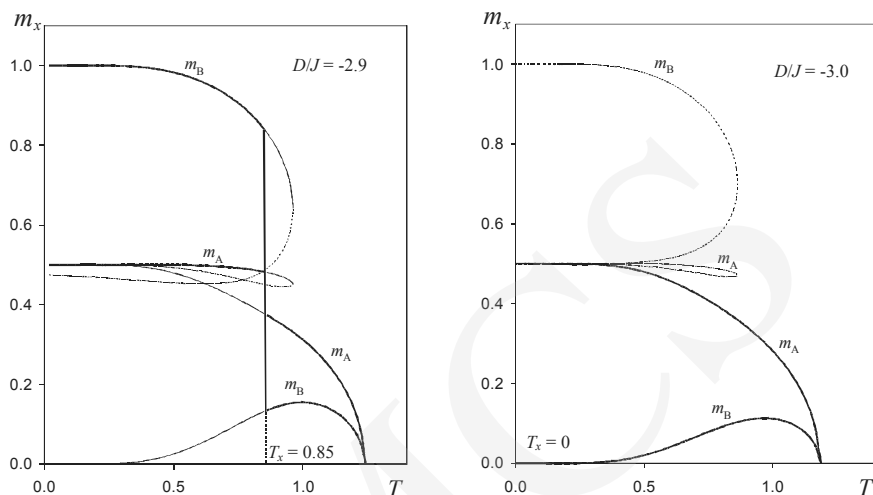 m_x
m_B
D/J = -2.9
1.0
0.8
0.6
m_A
0.4
m_A
0.2
m_B
T_x = 0.85
0.0
0.0
0.5
1.0
T
m_x
m_B
D/J = -3.0
1.0
0.8
0.6
m_A
0.4
m_A
0.2
m_B
T_x = 0
0.0
0.0
0.5
1.0
T